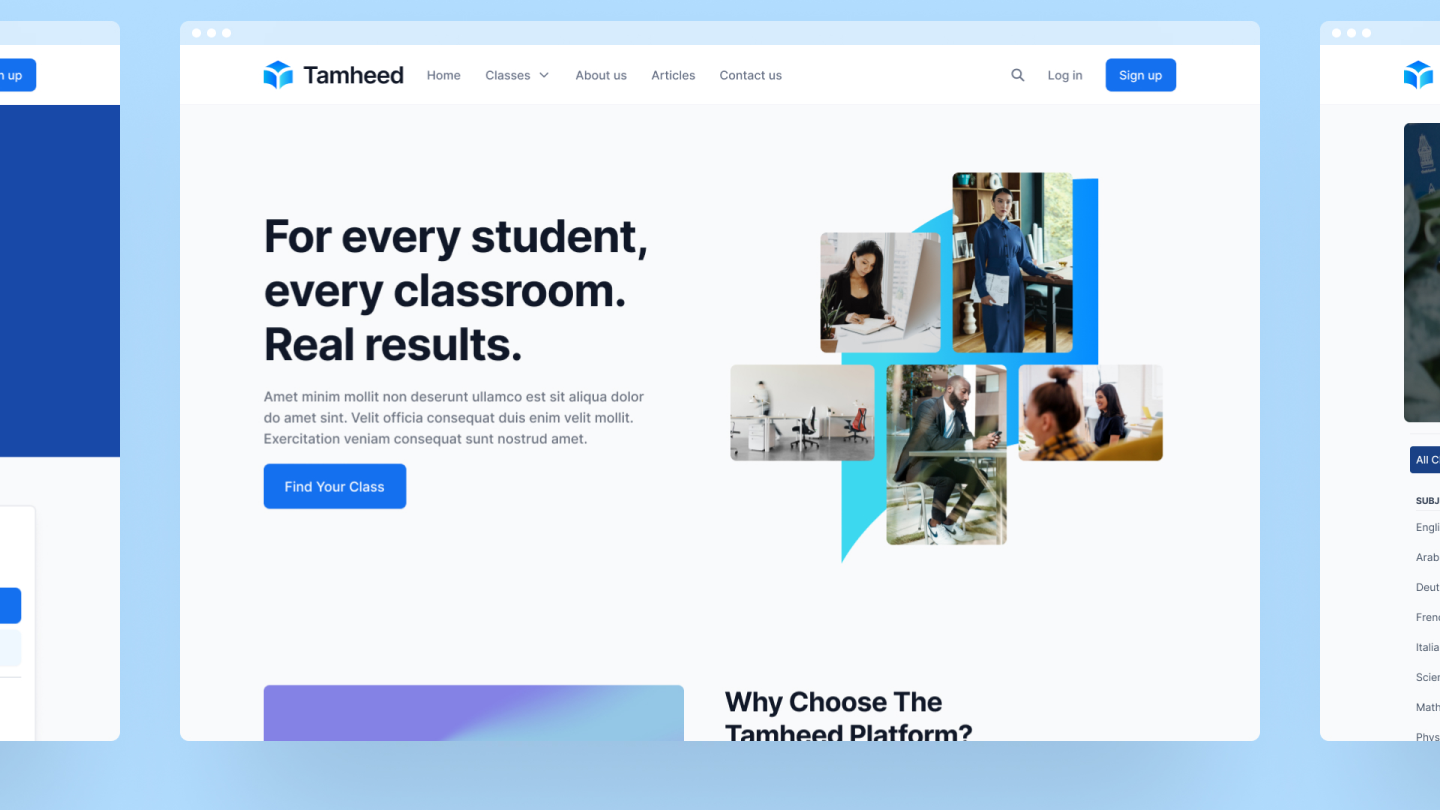 up
Tamheed
Home
Classes
About us
Articles
Contact us
Log in
Sign up
For every student,
every classroom.
Real results.
Amet minim mollit non deserunt ullamco est sit aliqua dolor
do amet sint. Velit officia consequat duis enim velit mollit.
Exercitation veniam consequat sunt nostrud amet.
Find Your Class
Why Choose The
Tamheed Platform?
All C
SUBJ
Engli
Arab
Deut
Frenc
Italia
Scien
Math
Phys